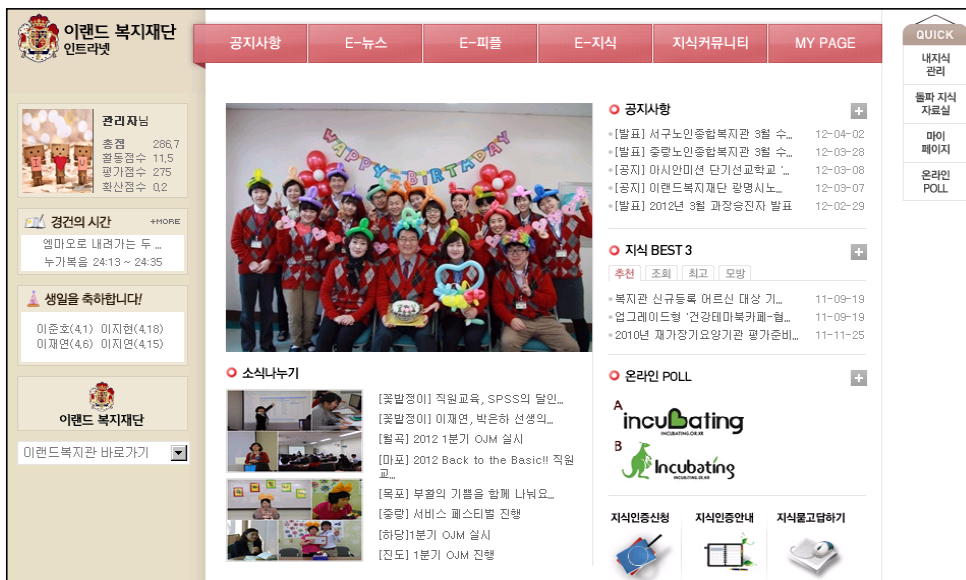 이랜드 복지재단
인트라넷
공지사항 E-뉴스 E-피플 E-지식 지식커뮤니티 MY PAGE
QUICK
내지식
관리
돌파 지식
자료실
마이
페이지
온라인
POLL
관리자님
총점 286,7
활동점수 11,5
평가점수 275
확산점수 0,2
경건의 시간 +MORE
엠마오로 내려가는 두 ...
누가복음 24:13 ~ 24:35
생일을 축하합니다!
이준호(4,1) 이지현(4,18)
이재연(4,6) 이지연(4,15)
이랜드 복지재단
이랜드복지관 바로가기
HAPPY BIRTHDAY
소식나누기
[꽃밭정이] 직원교육, SPSS의 달인...
[꽃밭정이] 이재연, 박은하 선생의...
[월곡] 2012 1분기 OJM 실시
[마포] 2012 Back to the Basic!! 직원
교...
[목포] 부활의 기쁨을 함께 나눠요...
[중랑] 서비스 페스티벌 진행
[하당]1분기 OJM 실시
[진도] 1분기 OJM 진행
공지사항
[발표] 서구노인종합복지관 3월 수... 12-04-02
[발표] 중랑노인종합복지관 3월 수... 12-03-28
[공지] 아시안미션 단기선교학교 '... 12-03-08
[공지] 이랜드복지재단 광명시노... 12-03-07
[발표] 2012년 3월 과장승진자 발표 12-02-29
지식 BEST 3
추천 조회 최고 모방
복지관 신규등록 어르신 대상 기... 11-09-19
업그레이드형 '건강테마북카페-협... 11-09-19
2010년 재가장기요양기관 평가준비... 11-11-25
온라인 POLL
A
incuBating
INCUBATING.OR.KR
B
Incubating
INCUBATING.OR.KR
지식인증신청 지식인증안내 지식묻고답하기